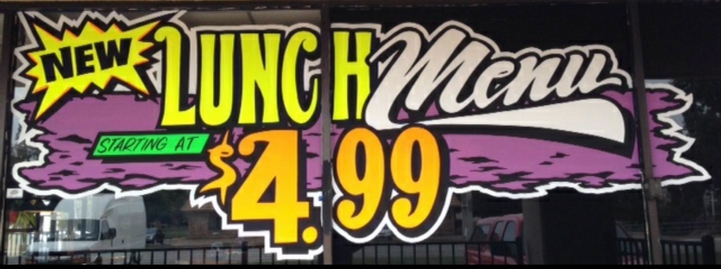 NEW
LUNCH Menu
STARTING AT
$4.99